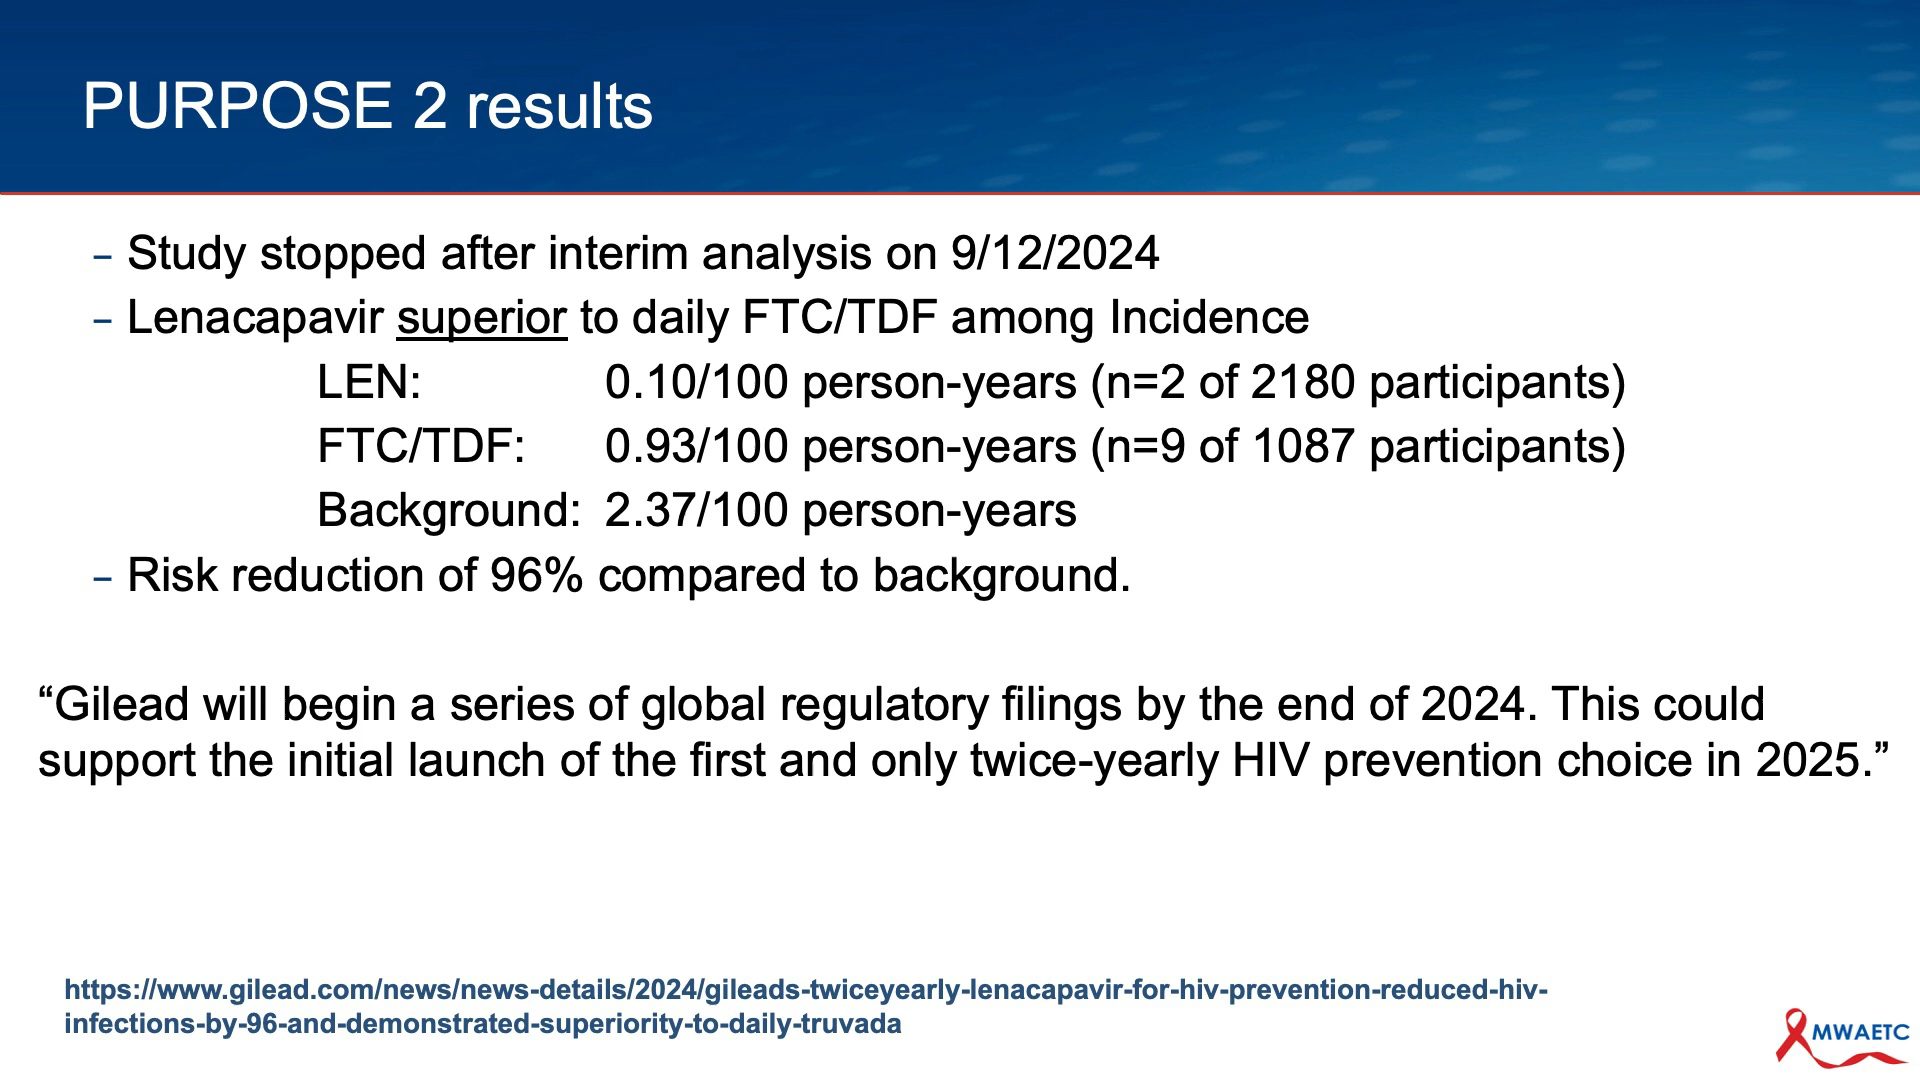 PURPOSE 2 results
– Study stopped after interim analysis on 9/12/2024
– Lenacapavir superior to daily FTC/TDF among Incidence
LEN: 0.10/100 person-years (n=2 of 2180 participants)
FTC/TDF: 0.93/100 person-years (n=9 of 1087 participants)
Background: 2.37/100 person-years
– Risk reduction of 96% compared to background.
“Gilead will begin a series of global regulatory filings by the end of 2024. This could
support the initial launch of the first and only twice-yearly HIV prevention choice in 2025.”
https://www.gilead.com/news/news-details/2024/gileads-twiceyearly-lenacapavir-for-hiv-prevention-reduced-hiv-
infections-by-96-and-demonstrated-superiority-to-daily-truvada
MWAETC